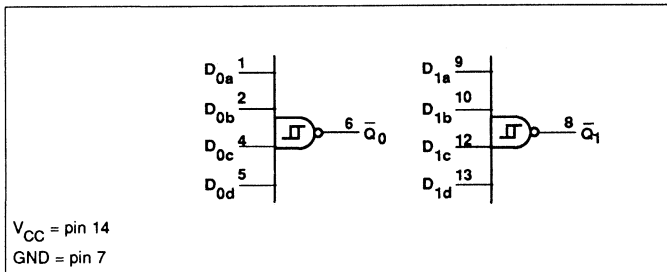 D0a 1
D0b 2
D0c 4
D0d 5
6 Q̄0
D1a 9
D1b 10
D1c 12
D1d 13
8 Q̄1
VCC = pin 14
GND = pin 7